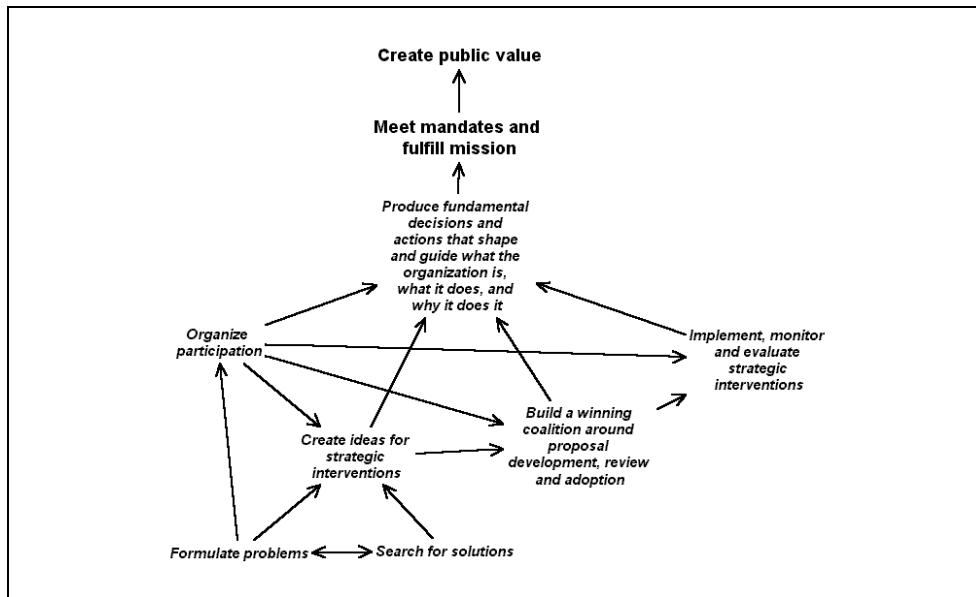 Create public value
Meet mandates and
fulfill mission
Produce fundamental
decisions and
actions that shape
and guide what the
organization is,
what it does, and
why it does it
Organize
participation
Implement, monitor
and evaluate
strategic
interventions
Create ideas for
strategic
interventions
Build a winning
coalition around
proposal
development, review
and adoption
Formulate problems
Search for solutions